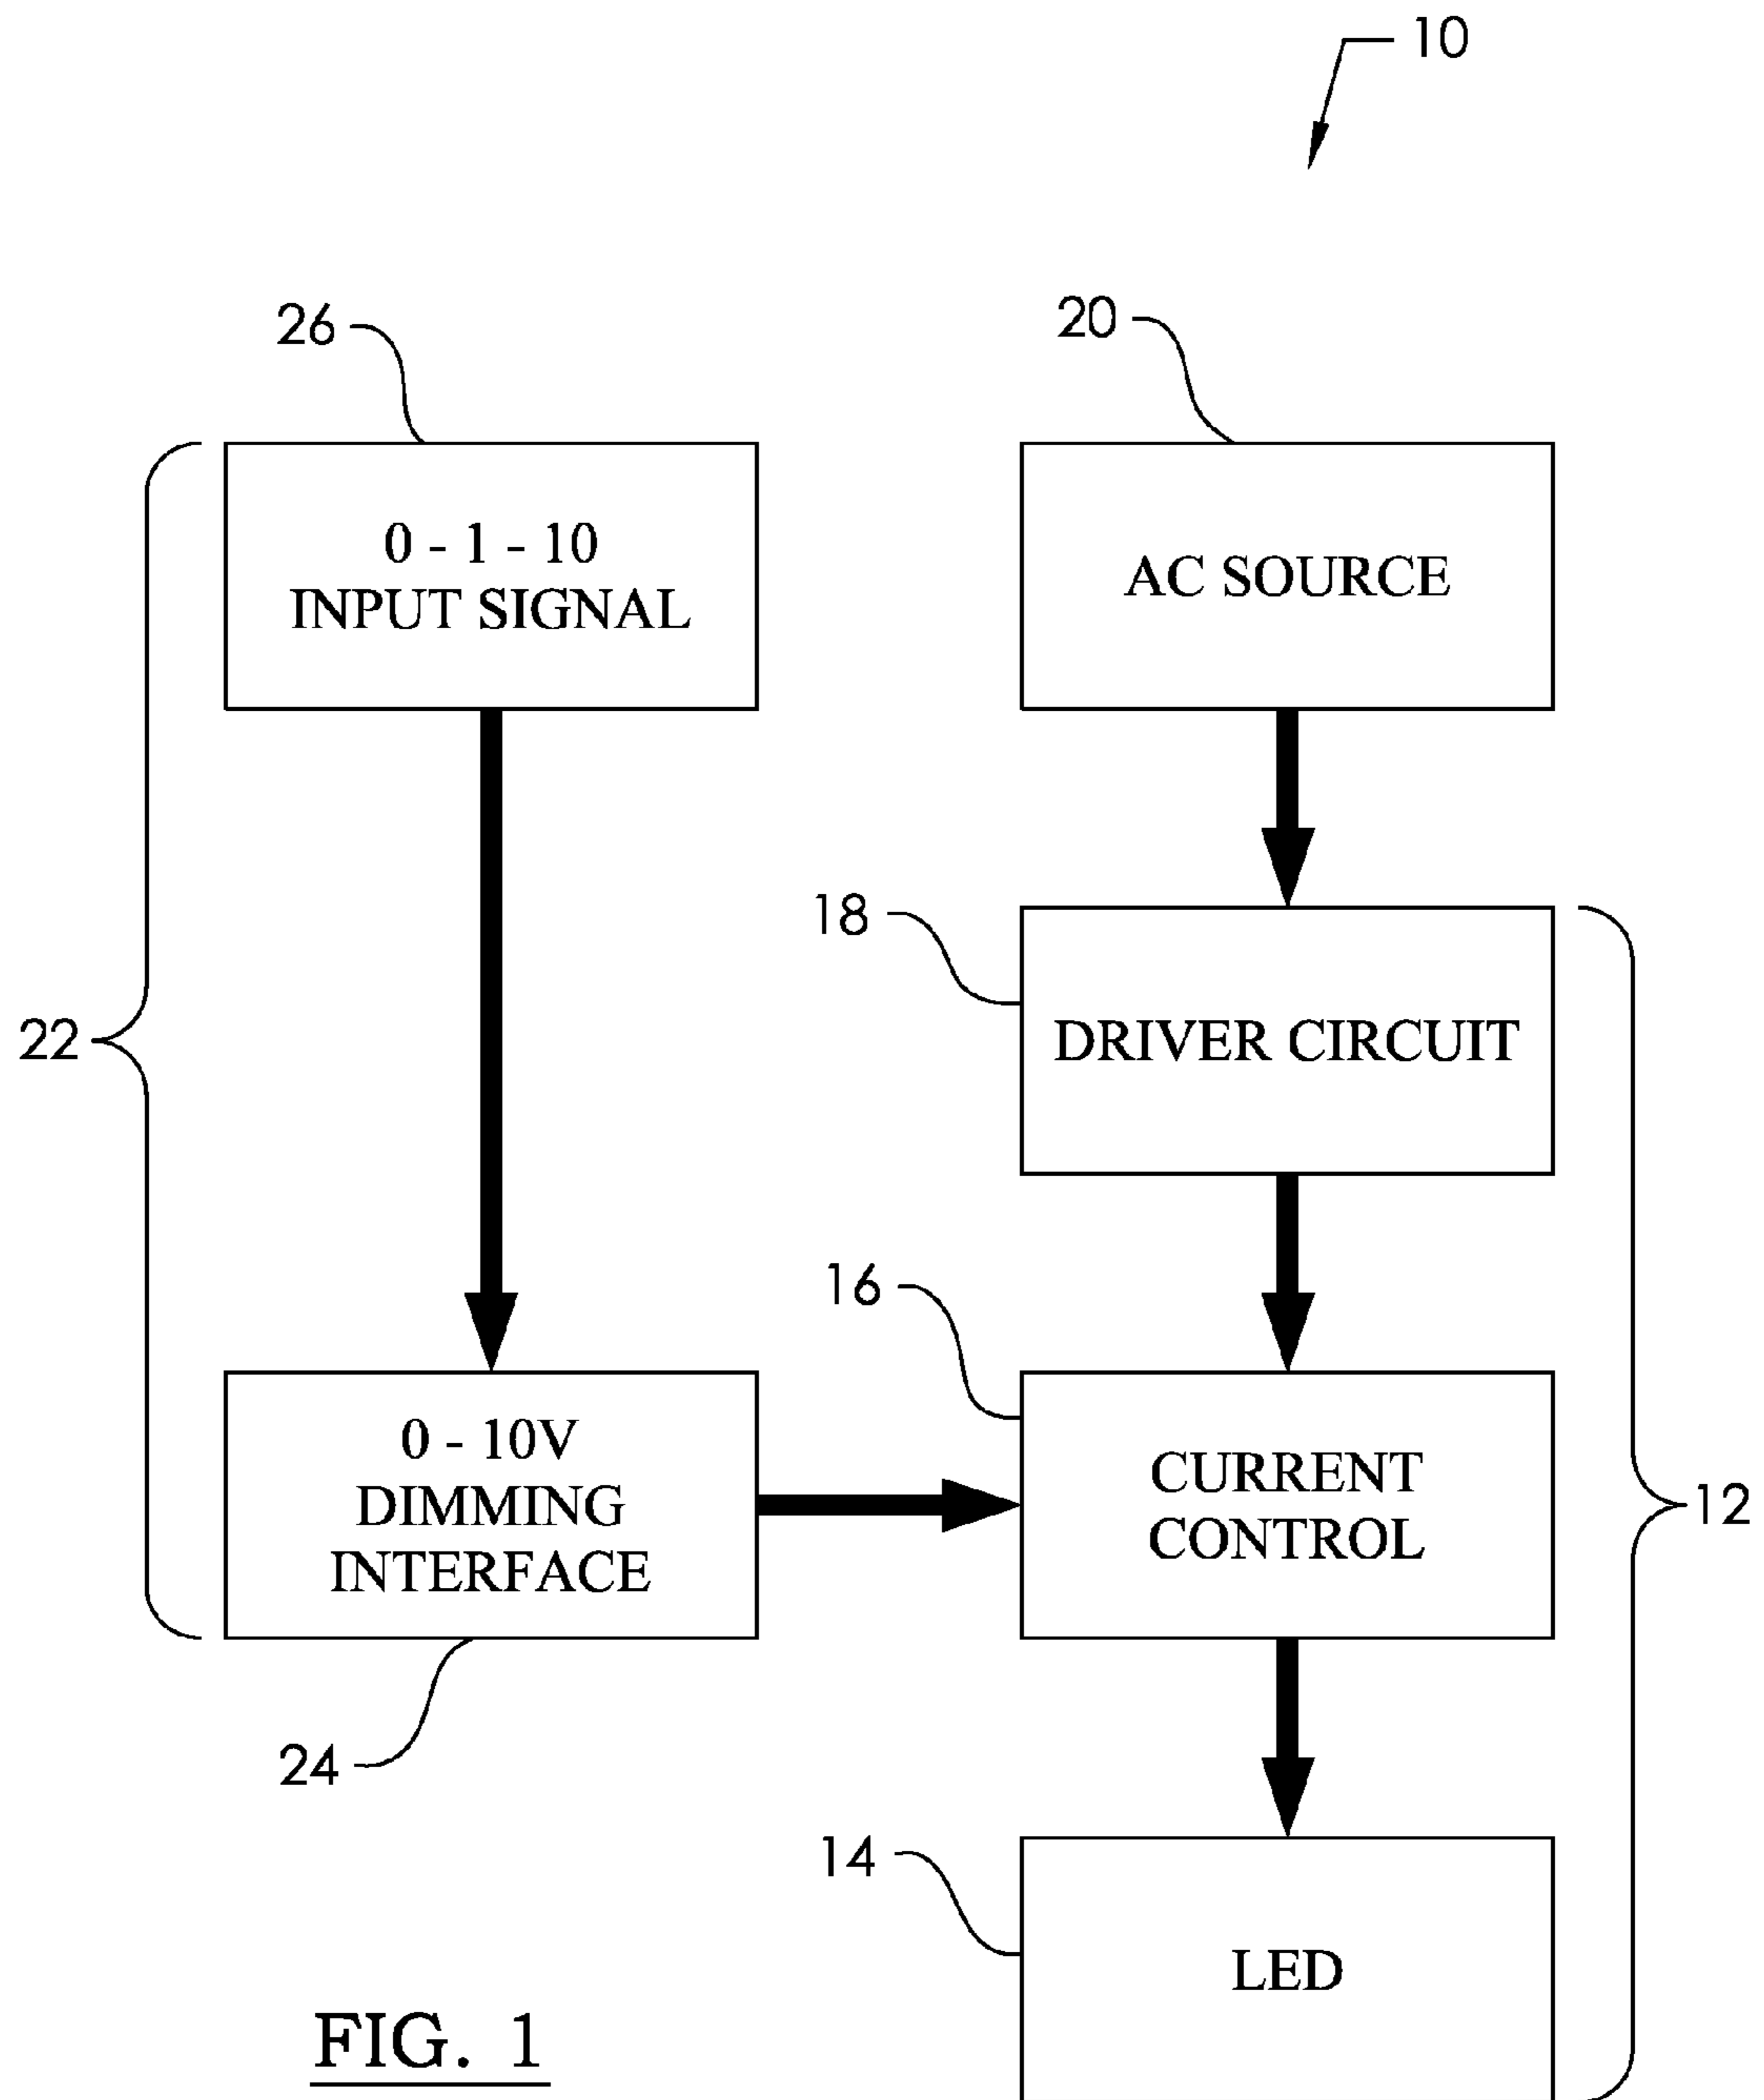 10
26
20
0 - 1 - 10
INPUT SIGNAL
AC SOURCE
18
22
DRIVER CIRCUIT
16
0 - 10V
DIMMING
INTERFACE
CURRENT
CONTROL
12
24
14
LED
FIG. 1